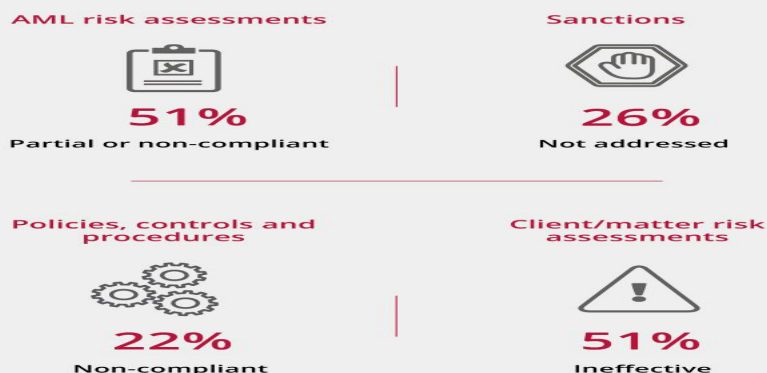 AML risk assessments
51%
Partial or non-compliant
Sanctions
26%
Not addressed
Policies, controls and
procedures
22%
Non-compliant
Client/matter risk
assessments
51%
Ineffective